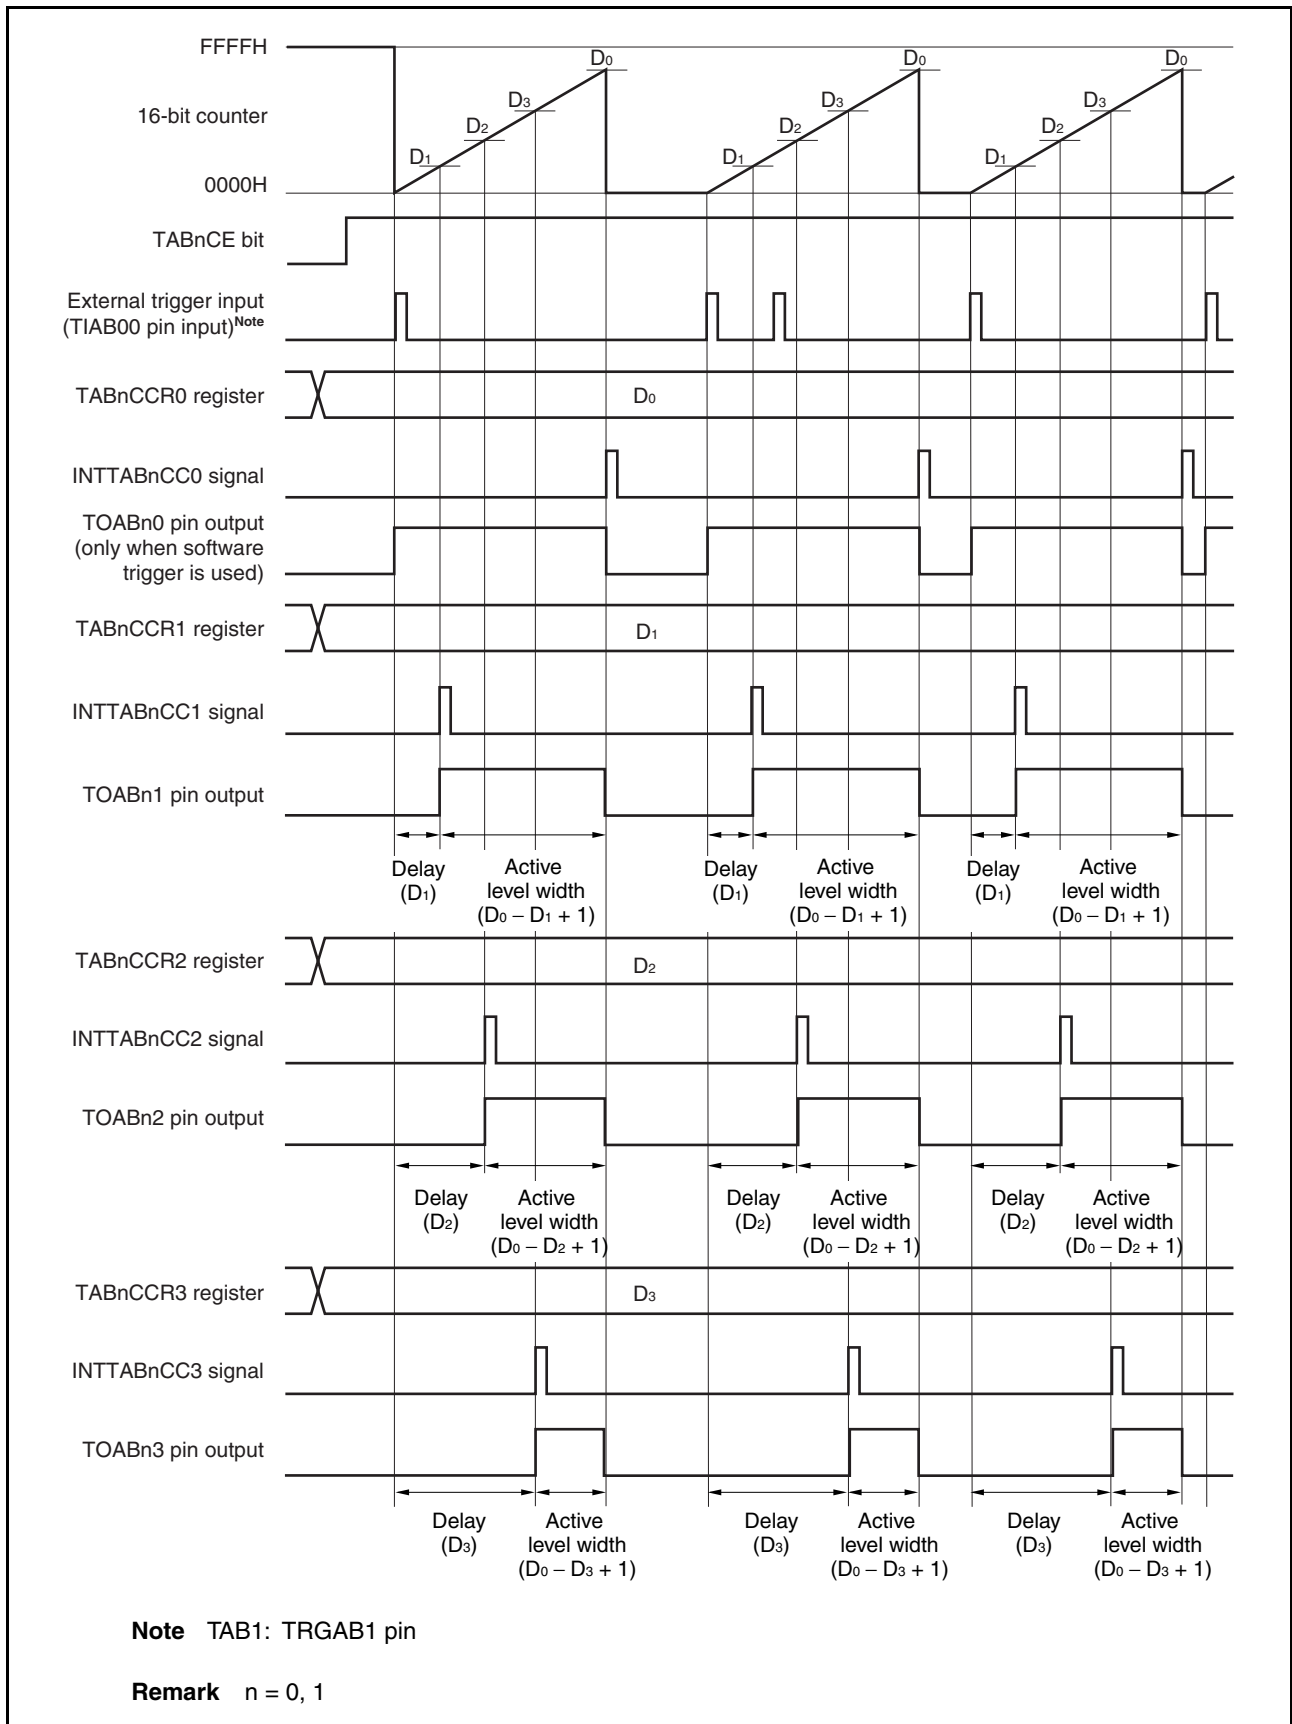 FFFFH
D0 D0 D0
D3 D3 D3
16-bit counter
D2 D2 D2
D1 D1 D1
0000H
TABnCE bit
External trigger input
(TIAB00 pin input)Note
TABnCCR0 register D0
INTTABnCC0 signal
TOABn0 pin output
(only when software
trigger is used)
TABnCCR1 register D1
INTTABnCC1 signal
TOABn1 pin output
Delay Active Delay Active Delay Active
(D1) level width (D1) level width (D1) level width
(D0 – D1 + 1) (D0 – D1 + 1) (D0 – D1 + 1)
TABnCCR2 register D2
INTTABnCC2 signal
TOABn2 pin output
Delay Active Delay Active Delay Active
(D2) level width (D2) level width (D2) level width
(D0 – D2 + 1) (D0 – D2 + 1) (D0 – D2 + 1)
TABnCCR3 register D3
INTTABnCC3 signal
TOABn3 pin output
Delay Active Delay Active Delay Active
(D3) level width (D3) level width (D3) level width
(D0 – D3 + 1) (D0 – D3 + 1) (D0 – D3 + 1)
Note TAB1: TRGAB1 pin
Remark n = 0, 1